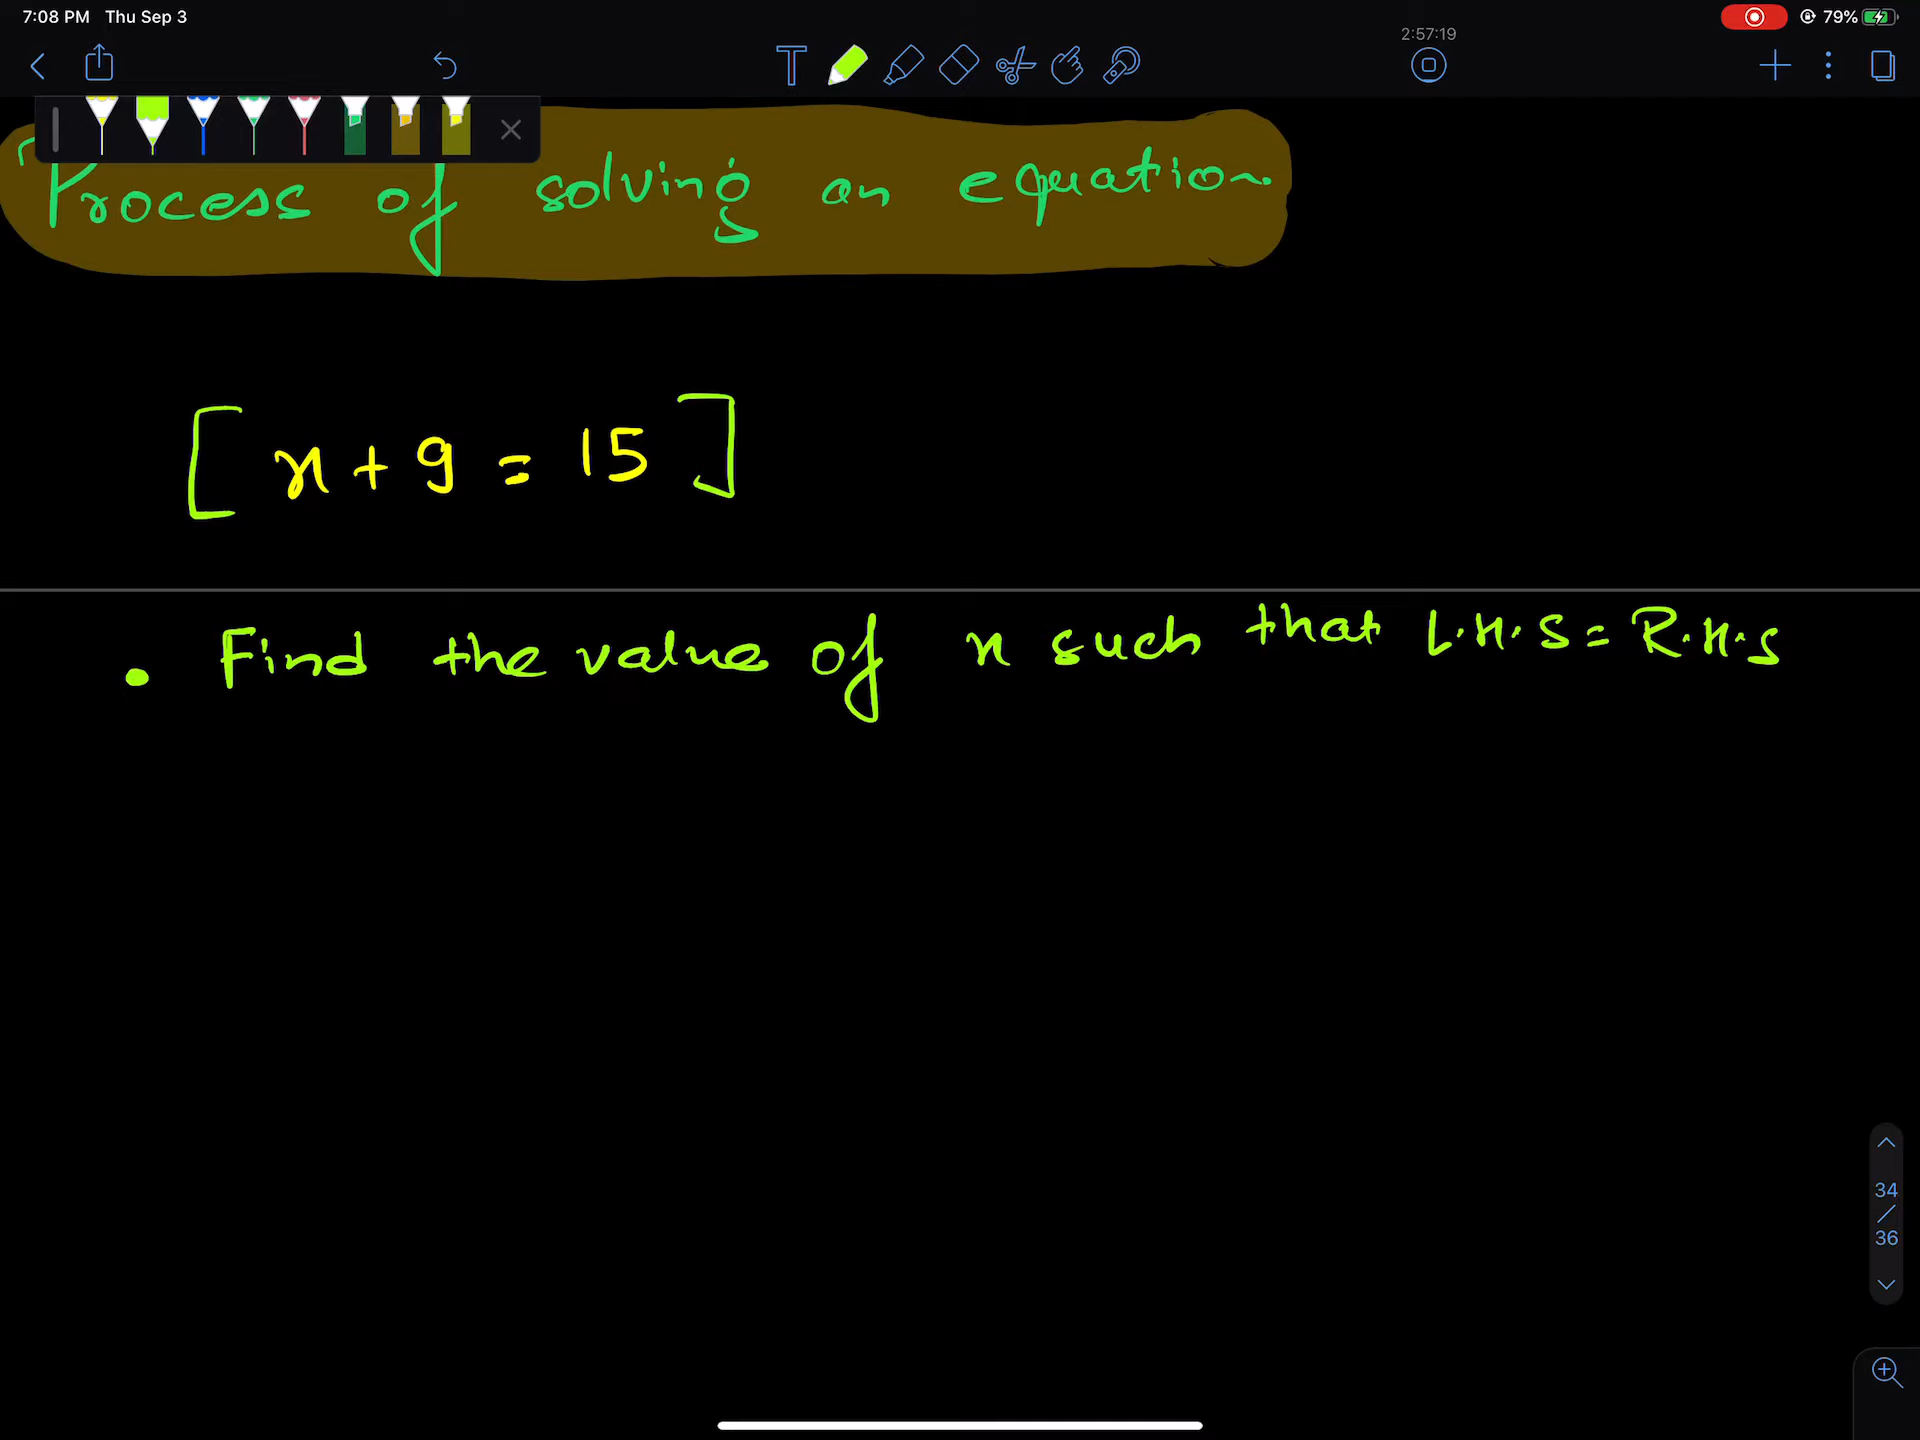 7:08 PM Thu Sep 3
79%
2:57:19
Process of solving an equation.
[ x + 9 = 15 ]
• Find the value of x such that L.H.S = R.H.S
34
/
36